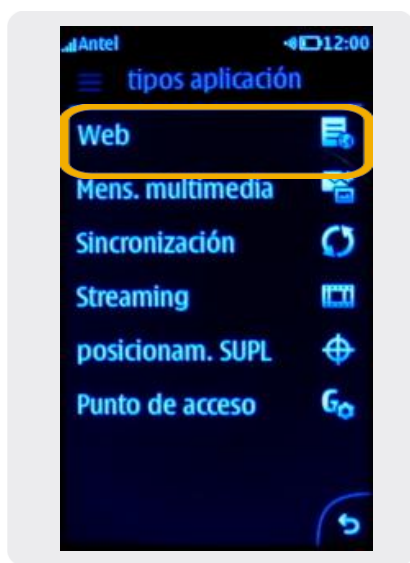 Antel 12:00
tipos aplicación
Web
Mens. multimedia
Sincronización
Streaming
posicionam. SUPL
Punto de acceso